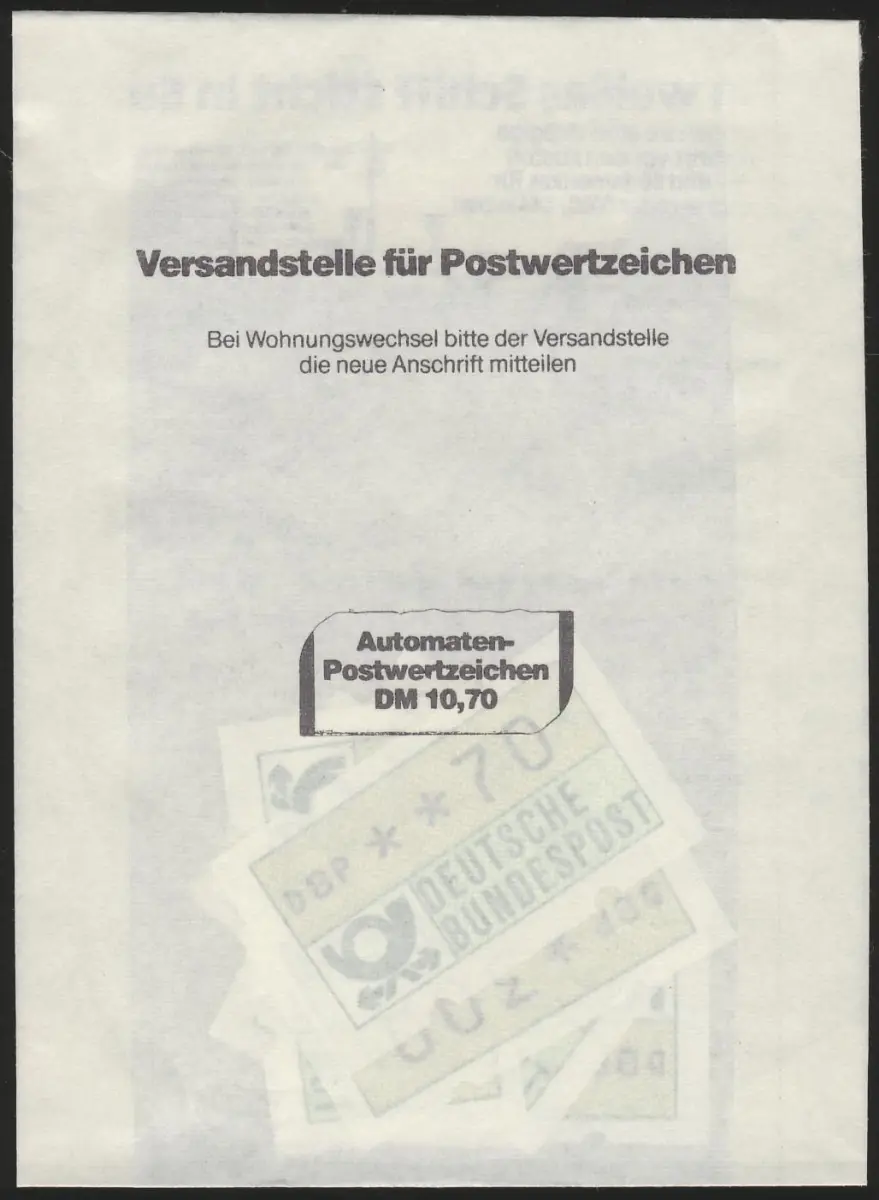 Versandstelle für Postwertzeichen
Bei Wohnungswechsel bitte der Versandstelle
die neue Anschrift mitteilen
Automaten-
Postwertzeichen
DM 10,70
DBP * * 70
DEUTSCHE
BUNDESPOST